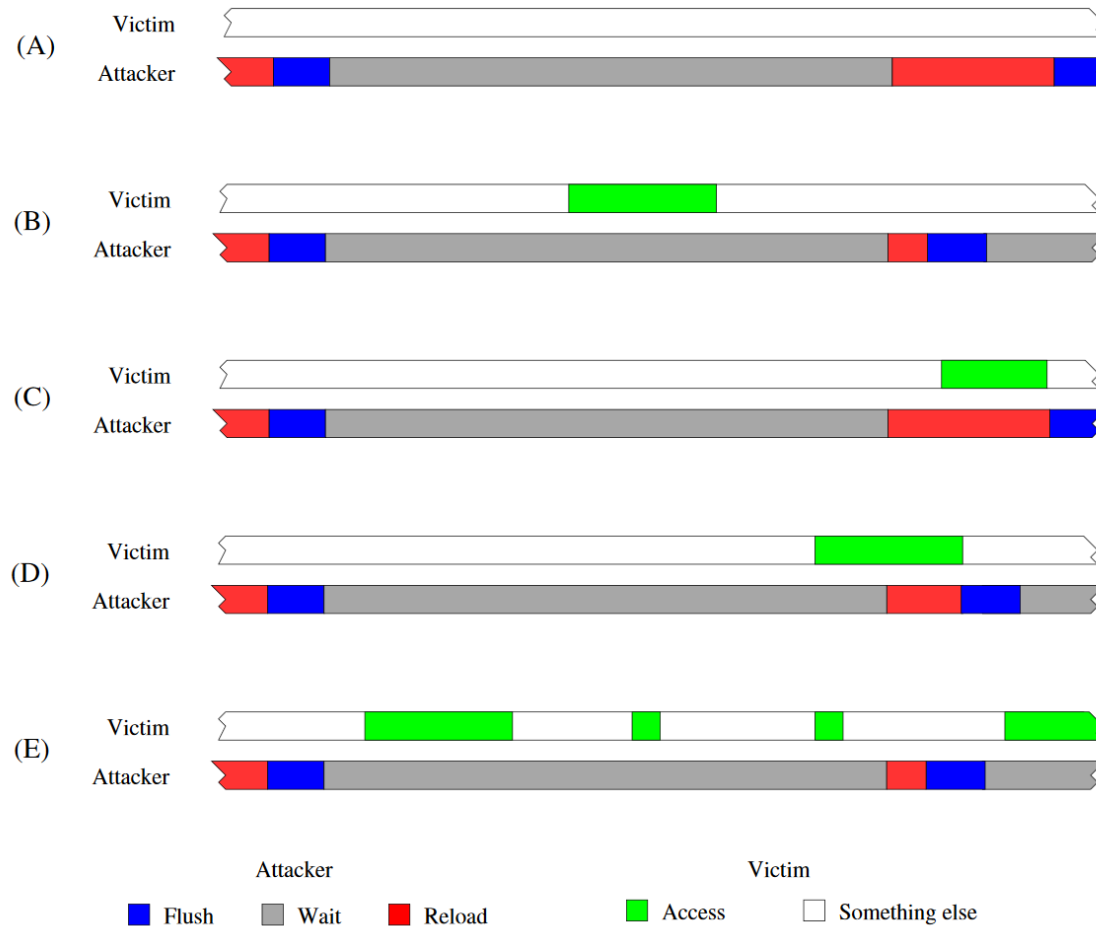 (A)
Victim
Attacker
(B)
Victim
Attacker
(C)
Victim
Attacker
(D)
Victim
Attacker
(E)
Victim
Attacker
Attacker
Victim
Flush
Wait
Reload
Access
Something else